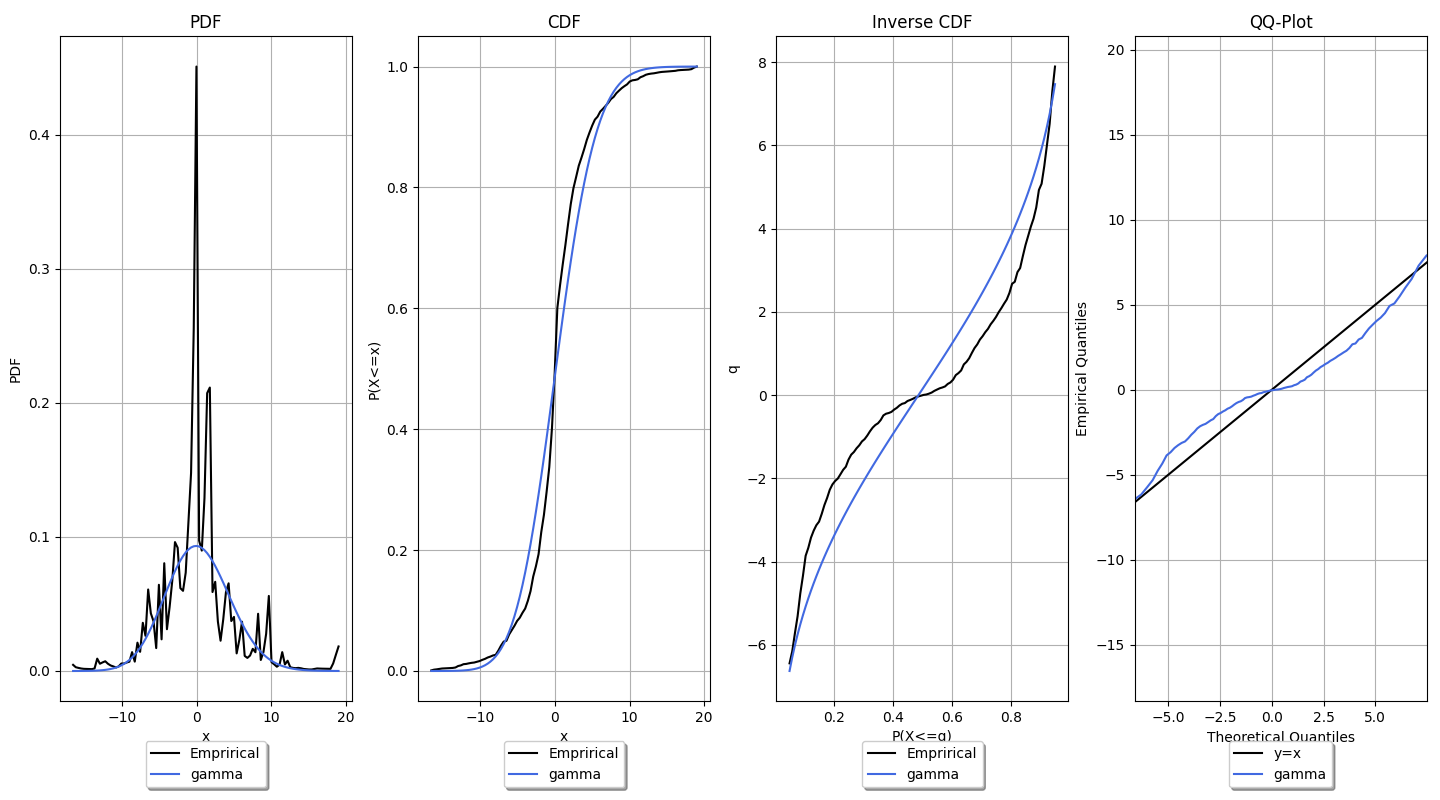 PDF
CDF
Inverse CDF
QQ-Plot
PDF
0.4
0.3
0.2
0.1
0.0
−10
0
10
20
x
Emprirical
gamma
P(X<=x)
1.0
0.8
0.6
0.4
0.2
0.0
−10
0
10
20
x
Emprirical
gamma
q
8
6
4
2
0
−2
−4
−6
0.2
0.4
0.6
0.8
P(X<=q)
Emprirical
gamma
Empirical Quantiles
20
15
10
5
0
−5
−10
−15
−5.0
−2.5
0.0
2.5
5.0
Theoretical Quantiles
y=x
gamma